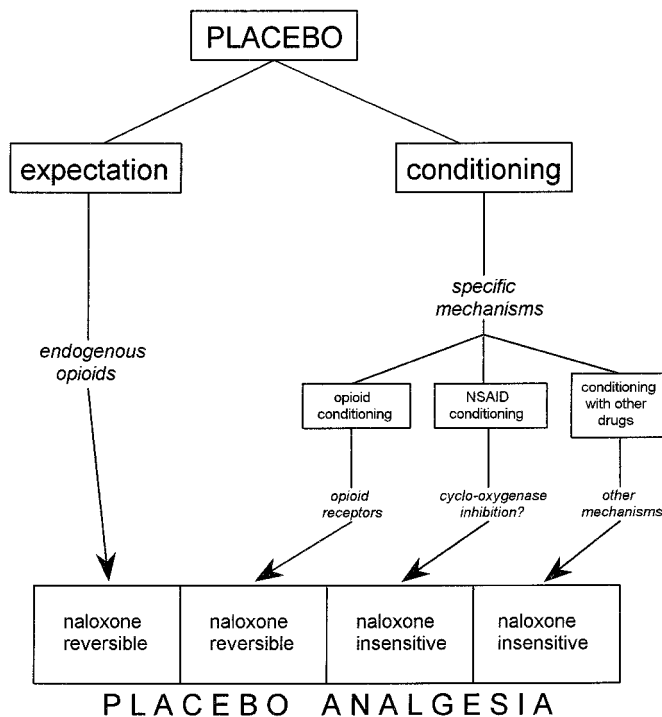 PLACEBO
expectation
conditioning
specific
mechanisms
endogenous
opioids
opioid
conditioning
NSAID
conditioning
conditioning
with other
drugs
opioid
receptors
cyclo-oxygenase
inhibition?
other
mechanisms
naloxone
reversible
naloxone
reversible
naloxone
insensitive
naloxone
insensitive
PLACEBO ANALGESIA